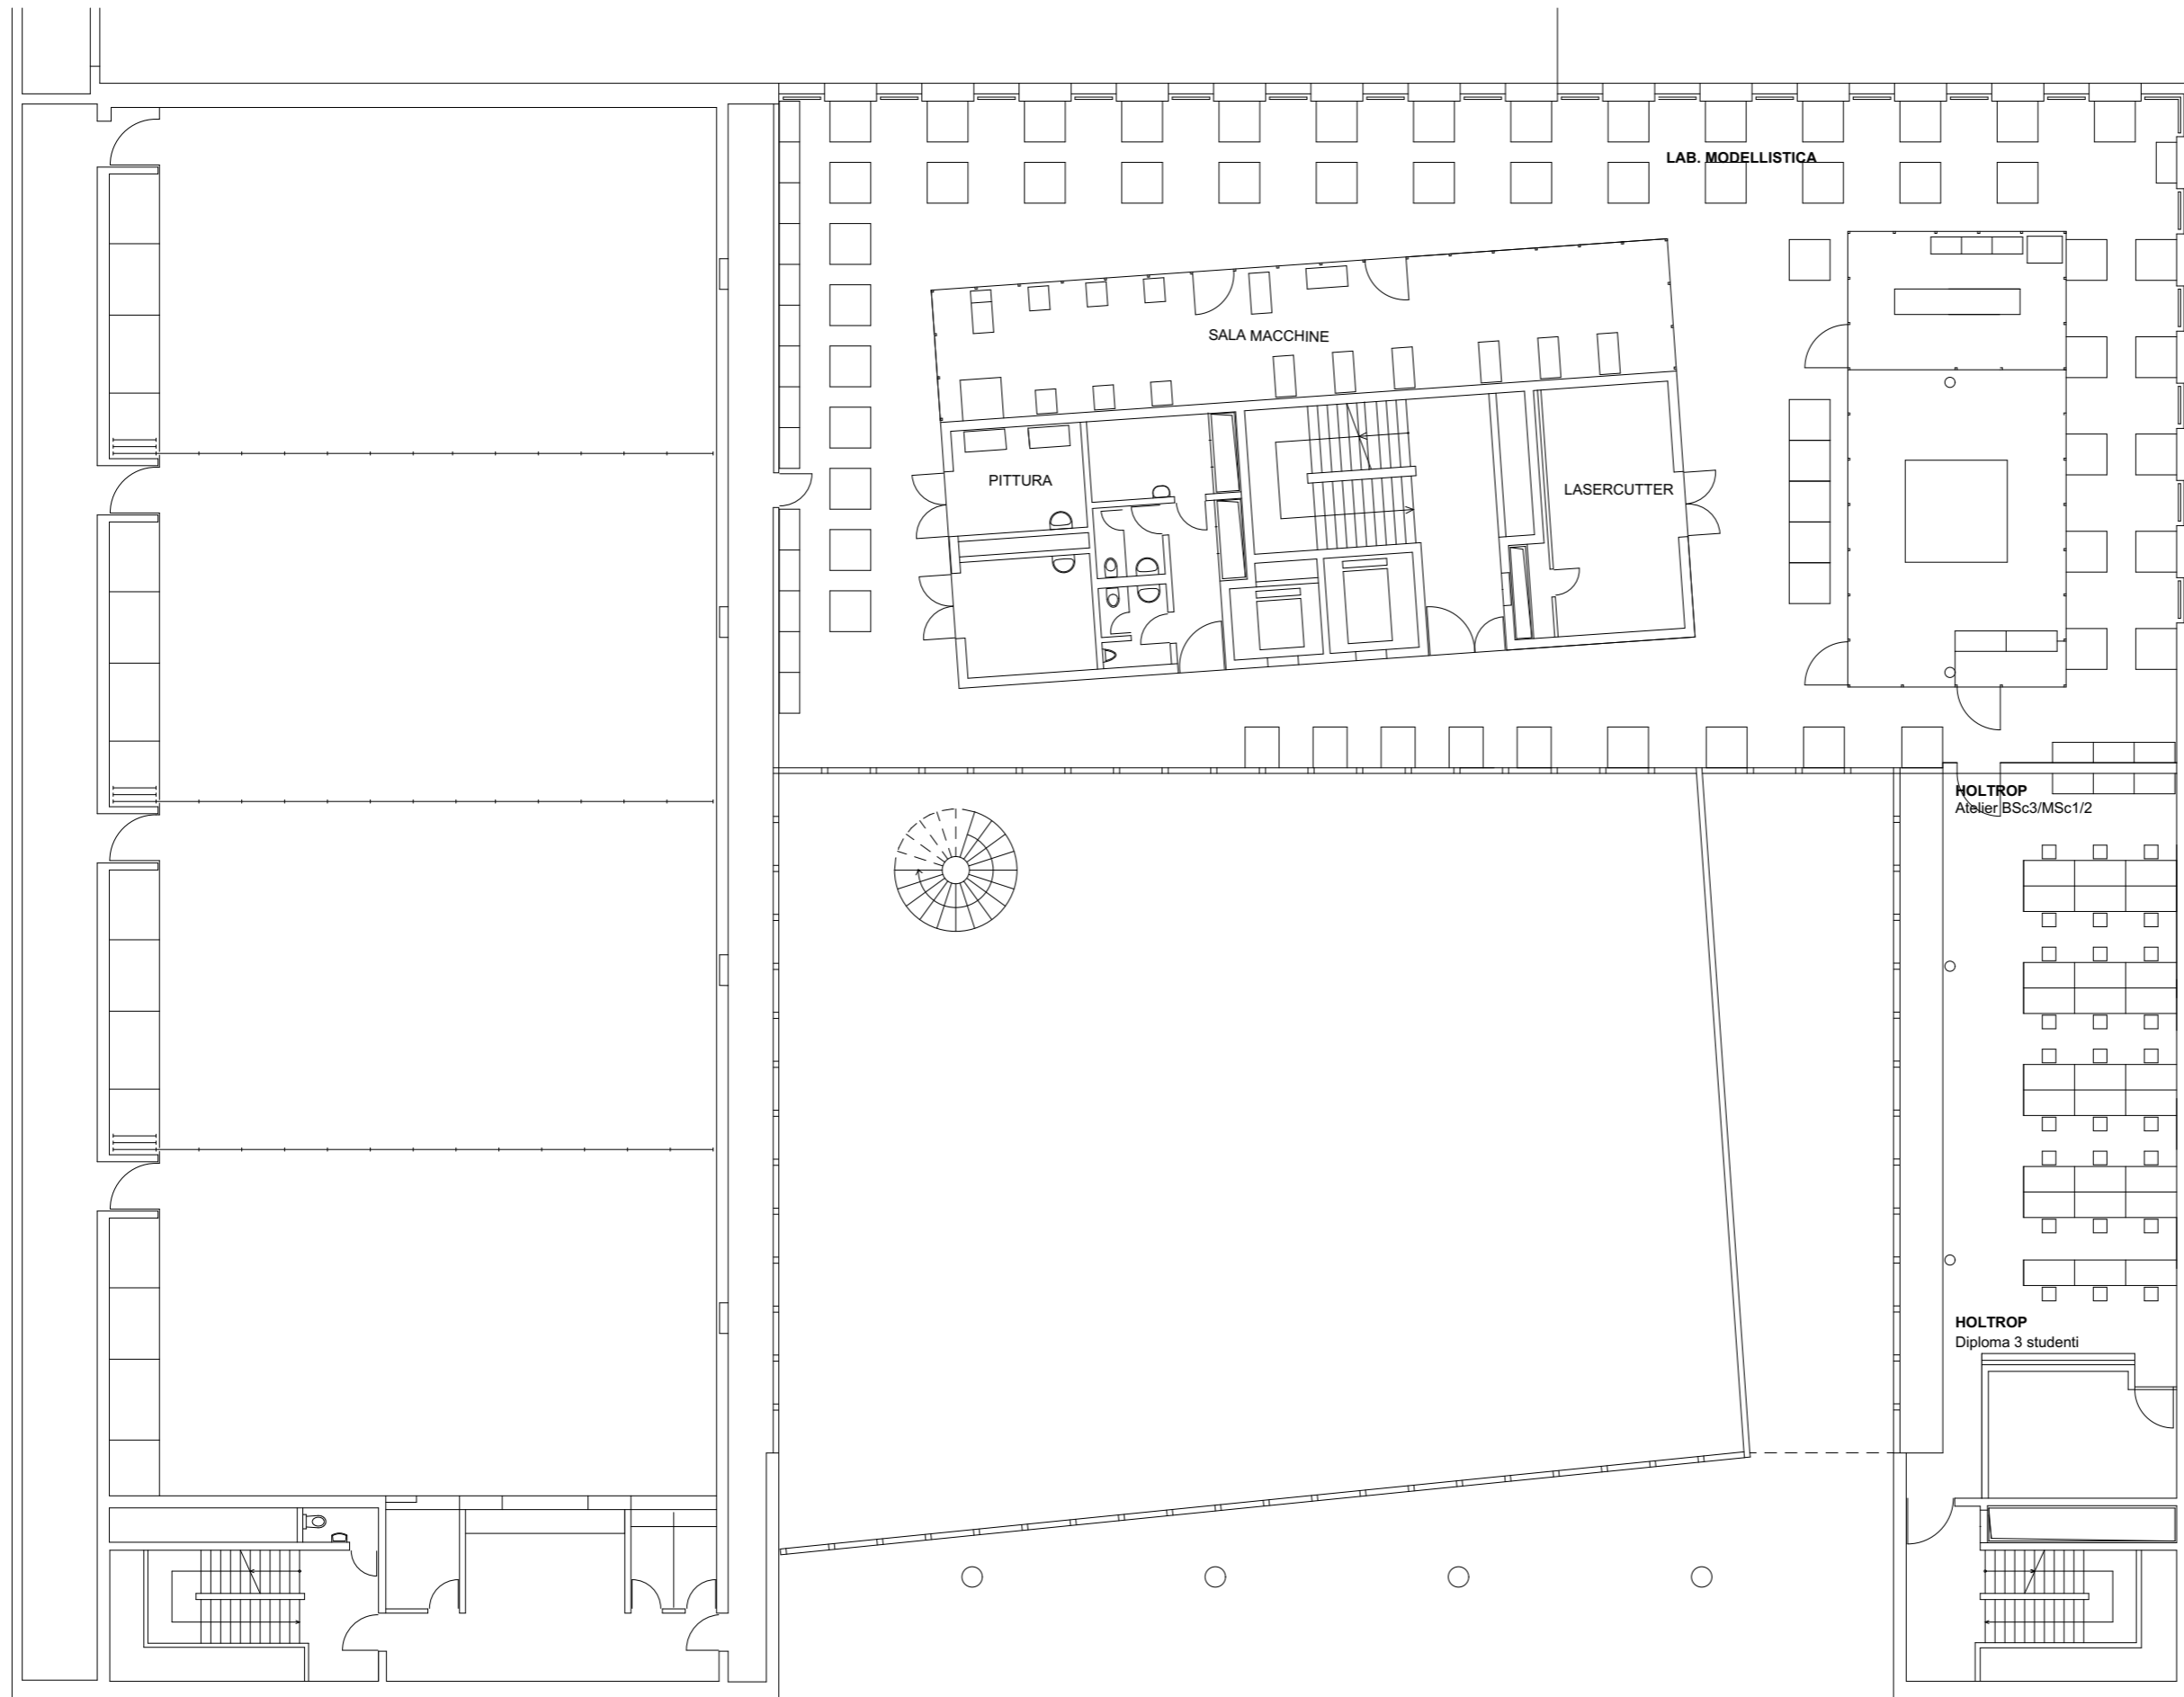 LAB. MODELLISTICA
SALA MACCHINE
PITTURA
LASERCUTTER
HOLTROP
Atelier BSc3/MSc1/2
HOLTROP
Diploma 3 studenti